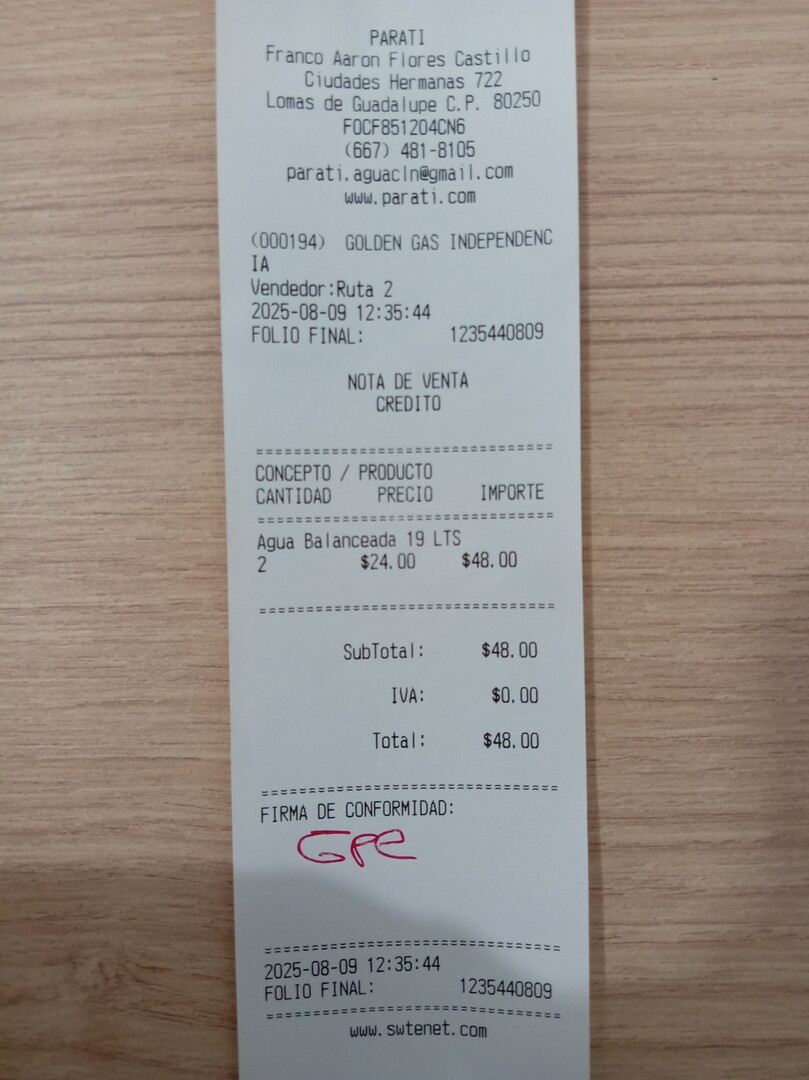 PARATI
Franco Aaron Flores Castillo
Ciudades Hermanas 722
Lomas de Guadalupe C.P. 80250
FOCF851204CN6
(667) 481-8105
parati.aguacln@gmail.com
www.parati.com
(000194) GOLDEN GAS INDEPENDENC
IA
Vendedor:Ruta 2
2025-08-09 12:35:44
FOLIO FINAL: 1235440809
NOTA DE VENTA
CREDITO
================================
CONCEPTO / PRODUCTO
CANTIDAD PRECIO IMPORTE
================================
Agua Balanceada 19 LTS
2 $24.00 $48.00
================================
SubTotal: $48.00
IVA: $0.00
Total: $48.00
================================
FIRMA DE CONFORMIDAD:
GPE
================================
2025-08-09 12:35:44
FOLIO FINAL: 1235440809
================================
www.swtenet.com